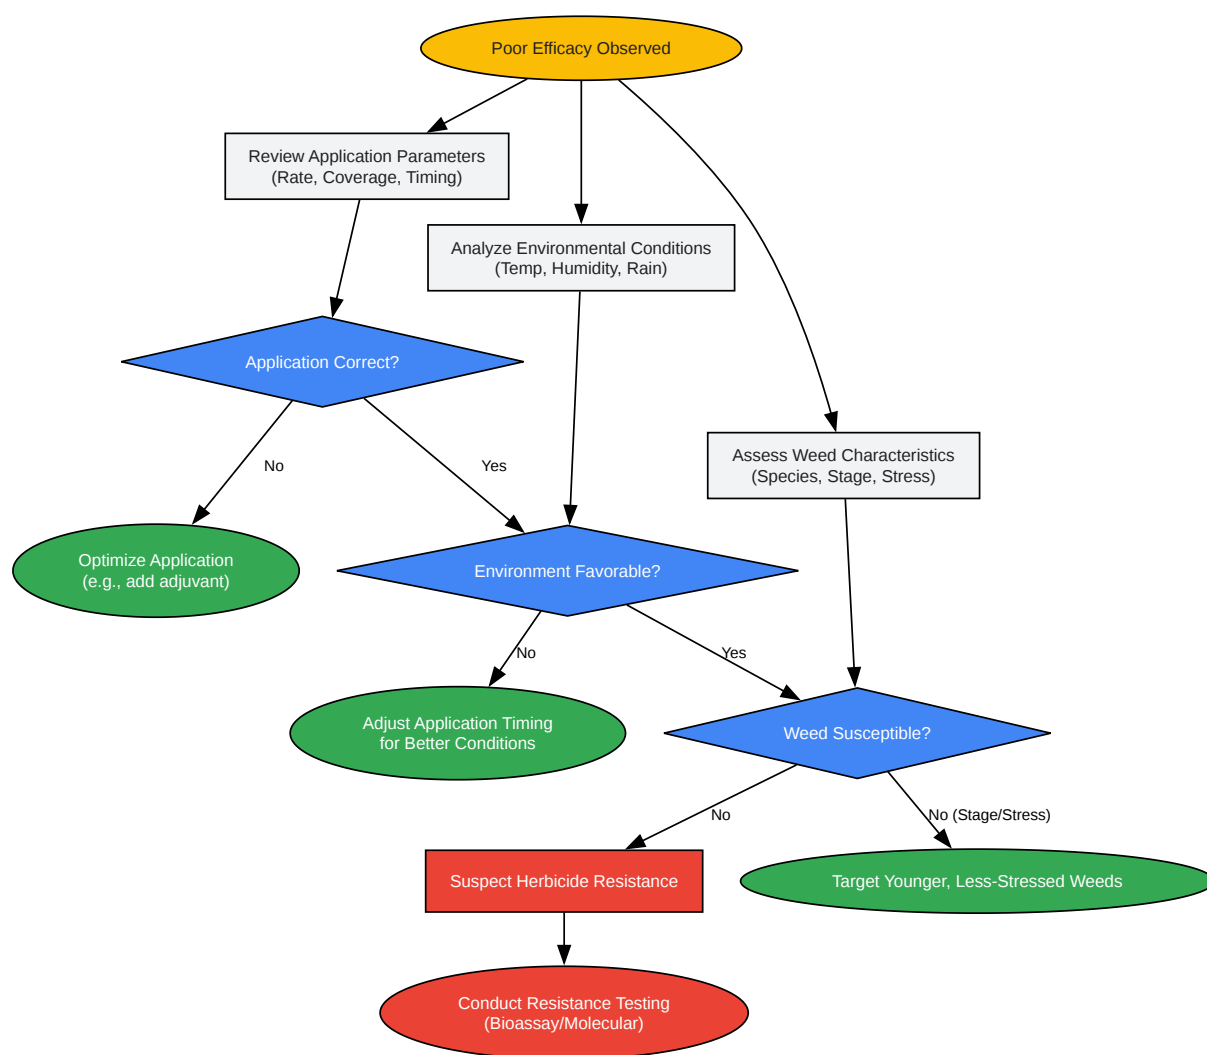 Poor Efficacy Observed
Review Application Parameters
(Rate, Coverage, Timing)
Analyze Environmental Conditions
(Temp, Humidity, Rain)
Application Correct?
Assess Weed Characteristics
(Species, Stage, Stress)
No
Yes
Optimize Application
(e.g., add adjuvant)
Environment Favorable?
No
Yes
Adjust Application Timing
for Better Conditions
Weed Susceptible?
No
No (Stage/Stress)
Suspect Herbicide Resistance
Target Younger, Less-Stressed Weeds
Conduct Resistance Testing
(Bioassay/Molecular)